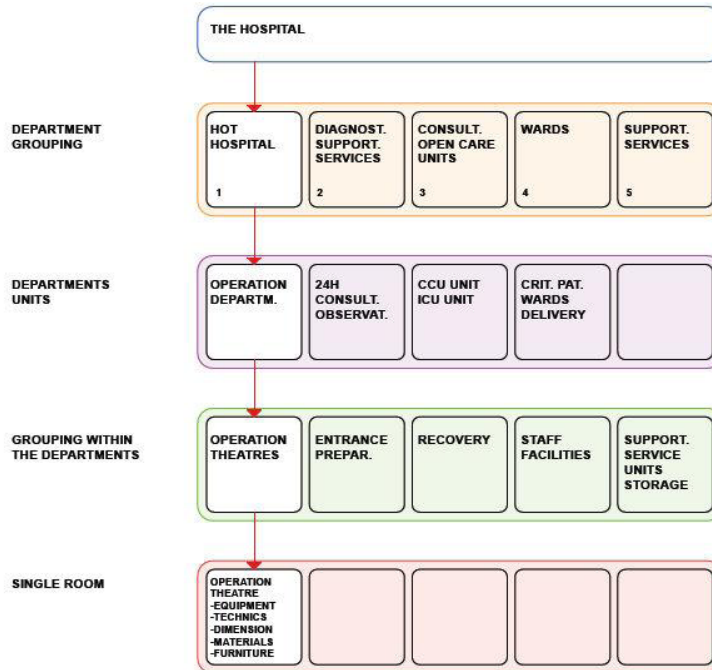 THE HOSPITAL
DEPARTMENT
GROUPING
HOT
HOSPITAL
1
DIAGNOST.
SUPPORT.
SERVICES
2
CONSULT.
OPEN CARE
UNITS
3
WARDS
4
SUPPORT.
SERVICES
5
DEPARTMENTS
UNITS
OPERATION
DEPARTM.
24H
CONSULT.
OBSERVAT.
CCU UNIT
ICU UNIT
CRIT. PAT.
WARDS
DELIVERY
GROUPING WITHIN
THE DEPARTMENTS
OPERATION
THEATRES
ENTRANCE
PREPAR.
RECOVERY
STAFF
FACILITIES
SUPPORT.
SERVICE
UNITS
STORAGE
SINGLE ROOM
OPERATION
THEATRE
-EQUIPMENT
-TECHNICS
-DIMENSION
-MATERIALS
-FURNITURE